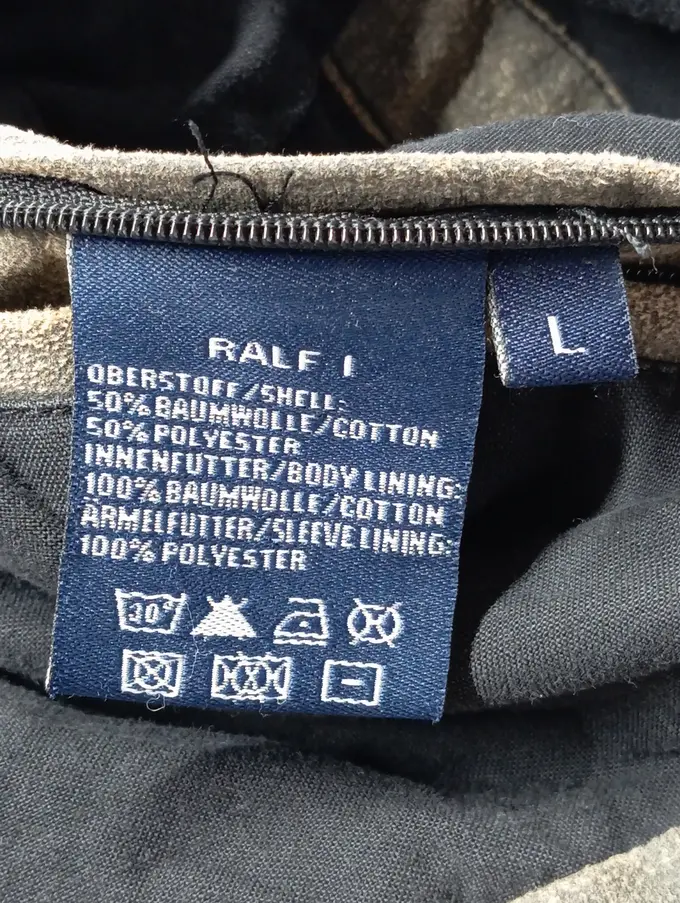 RALF I
L
OBERSTOFF/SHELL:
50% BAUMWOLLE/COTTON
50% POLYESTER
INNENFUTTER/BODY LINING:
100% BAUMWOLLE/COTTON
ÄRMELFUTTER/SLEEVE LINING:
100% POLYESTER
30°